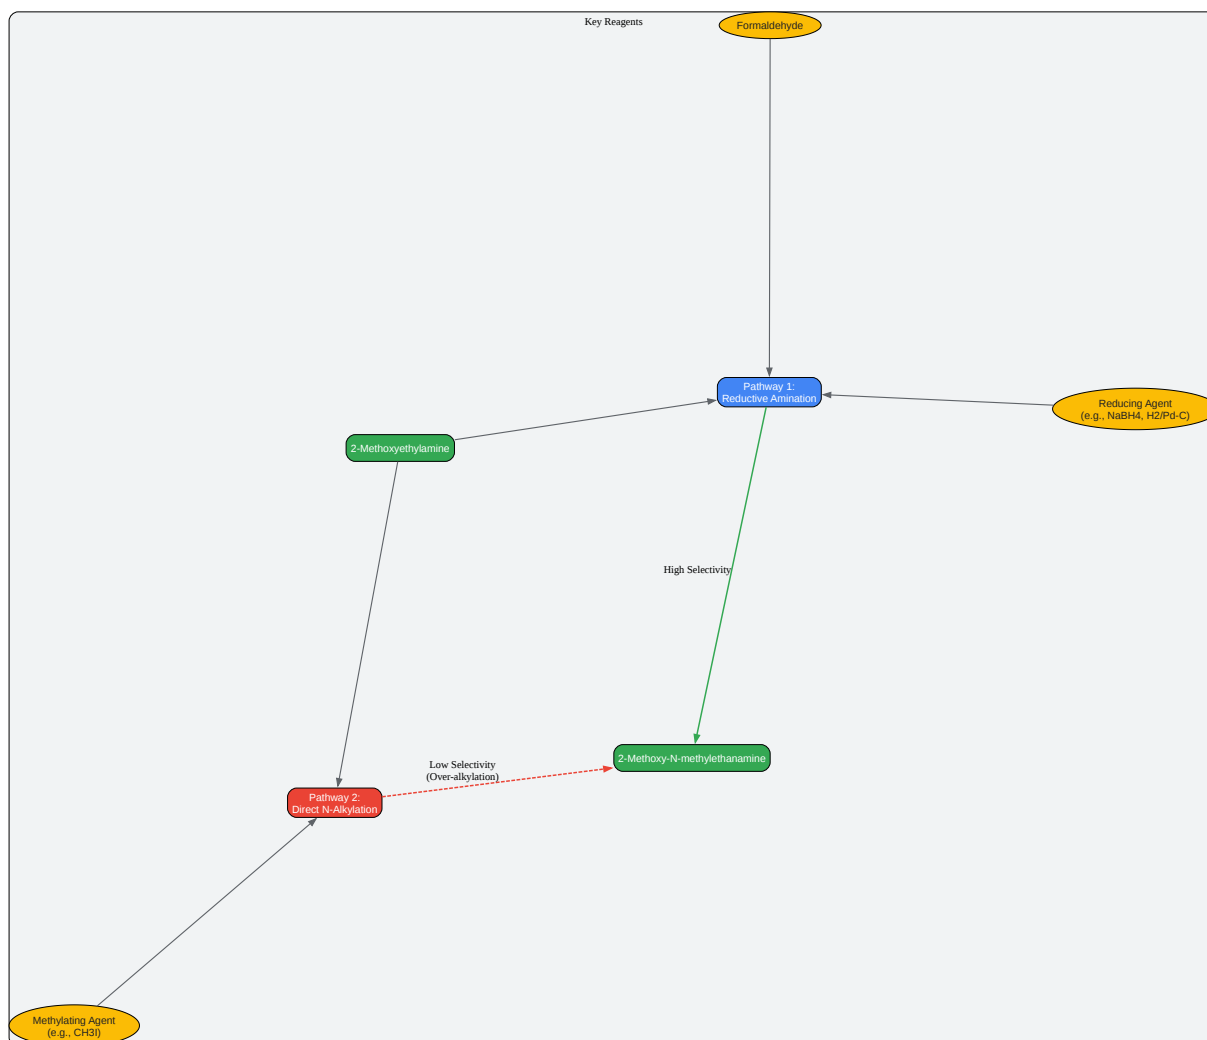 Key Reagents
Formaldehyde
Pathway 1:
Reductive Amination
Reducing Agent
(e.g., NaBH4, H2/Pd-C)
2-Methoxyethylamine
High Selectivity
2-Methoxy-N-methylethanamine
Low Selectivity
(Over-alkylation)
Pathway 2:
Direct N-Alkylation
Methylating Agent
(e.g., CH3I)